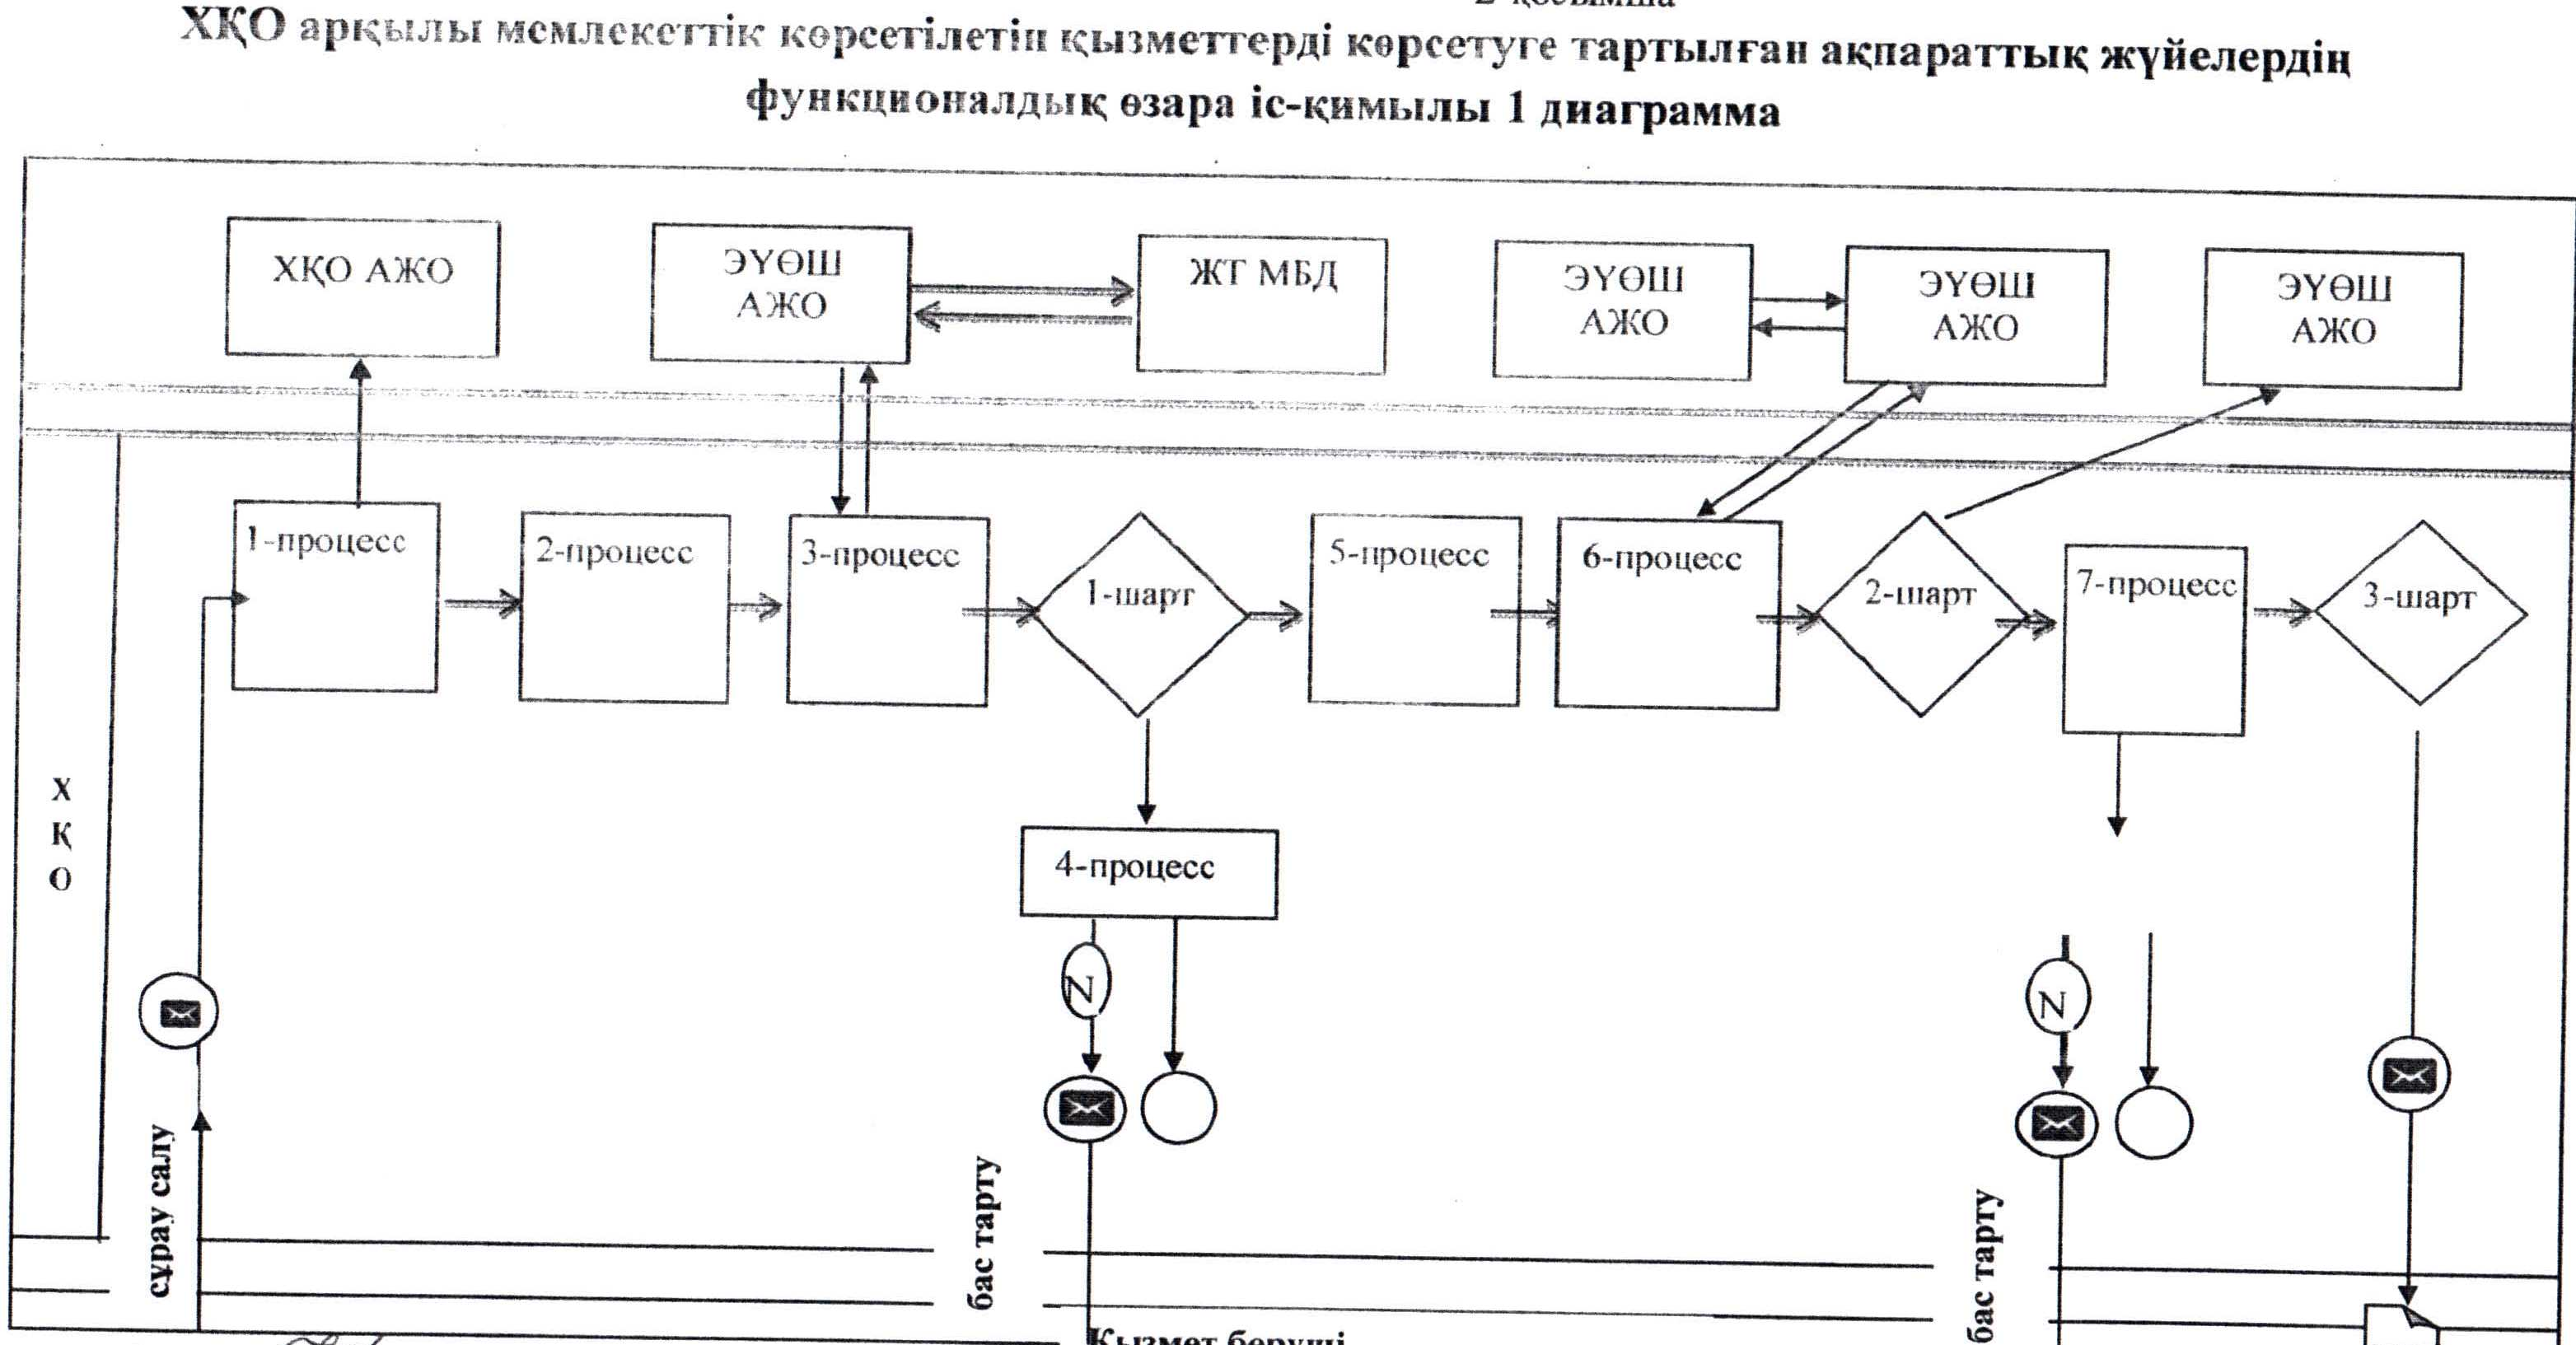 ХҚО арқылы мемлекеттік көрсетілетін қызметтерді көрсетуге тартылған ақпараттық жүйелердің
функционалдық өзара іс-қимылы 1 диаграмма
ХҚО АЖО
ЭҮӨШ
АЖО
ЖТ МБД
ЭҮӨШ
АЖО
ЭҮӨШ
АЖО
ЭҮӨШ
АЖО
1-процесс
2-процесс
3-процесс
1-шарт
5-процесс
6-процесс
2-шарт
7-процесс
3-шарт
Х
Қ
О
4-процесс
N
N
сұрау салу
бас тарту
бас тарту